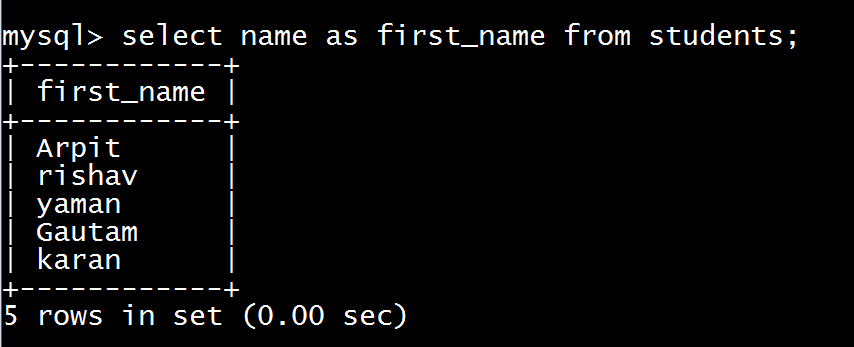 mysql> select name as first_name from students;
+------------+
| first_name |
+------------+
| Arpit      |
| rishav     |
| yaman      |
| Gautam     |
| karan      |
+------------+
5 rows in set (0.00 sec)